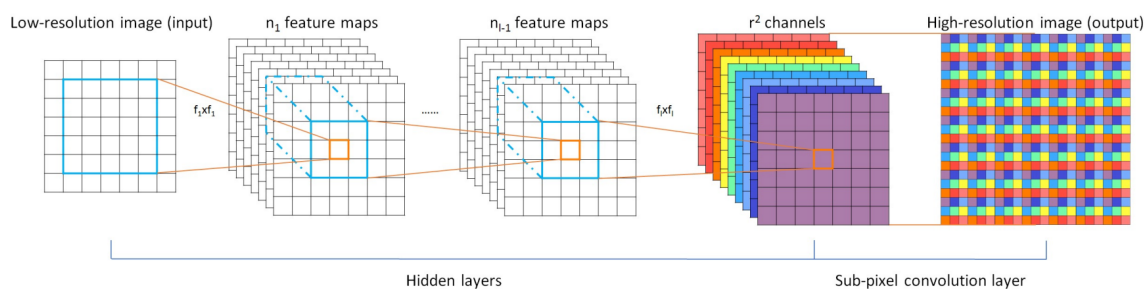 Low-resolution image (input)
n₁ feature maps
nₗ₋₁ feature maps
r² channels
High-resolution image (output)
f₁xf₁
......
fₗxfₗ
Hidden layers
Sub-pixel convolution layer